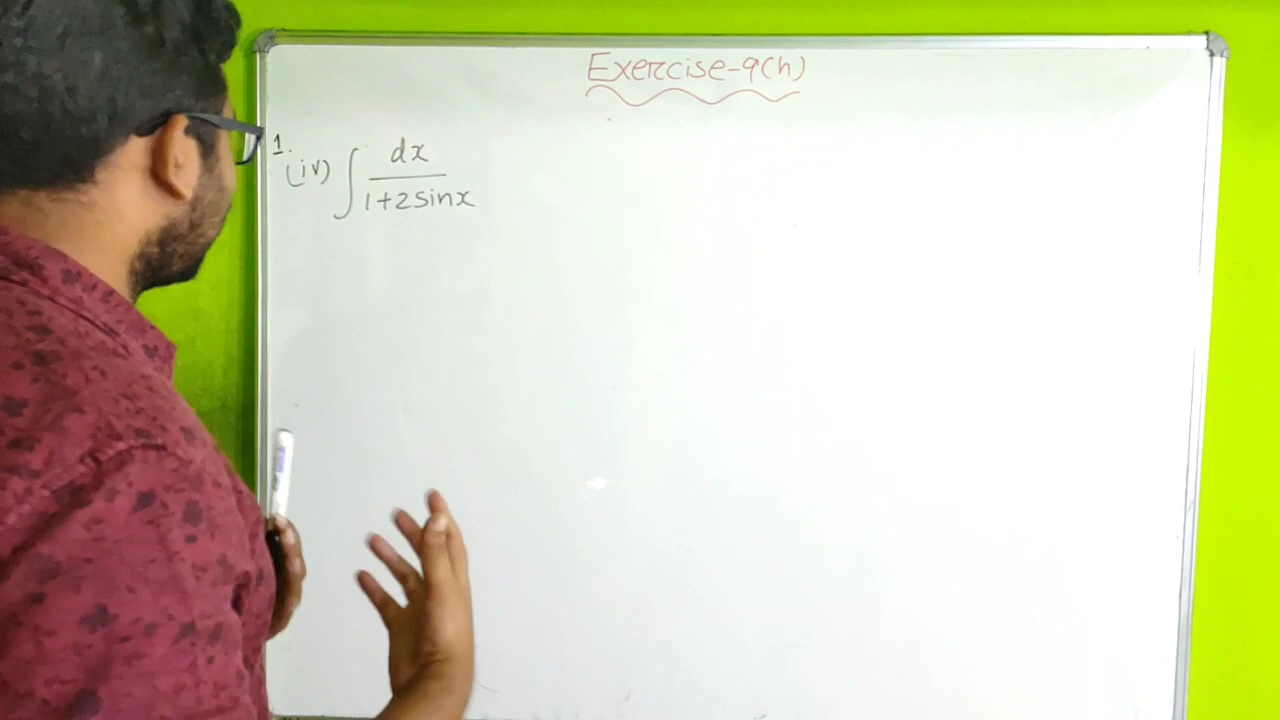 Exercise-9(h)
1.
(iv) ∫ dx
1+2sinx